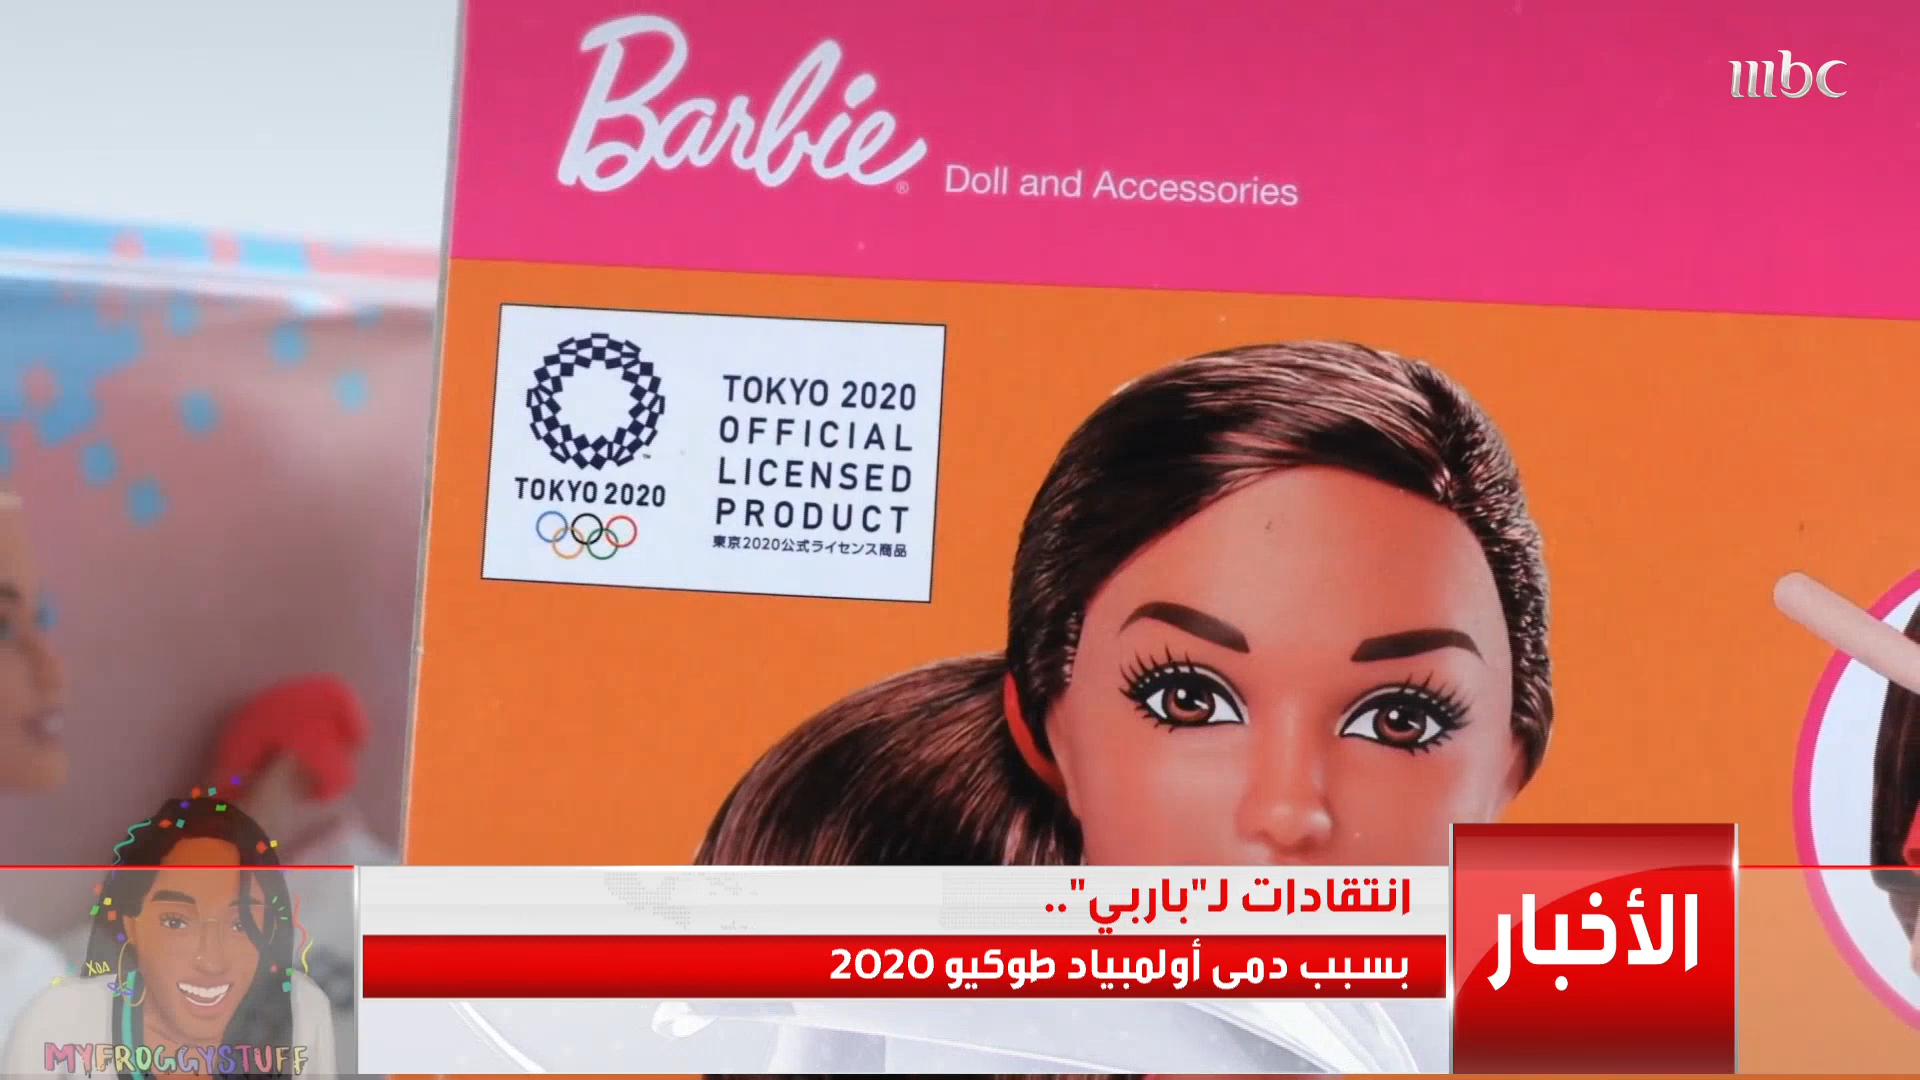 mbc
Barbie
Doll and Accessories
TOKYO 2020
OFFICIAL
LICENSED
PRODUCT
東京2020公式ライセンス商品
TOKYO 2020
انتقادات لـ"باربي"..
بسبب دمى أولمبياد طوكيو 2020
الأخبار
XOA
MYFROGGYSTUFF